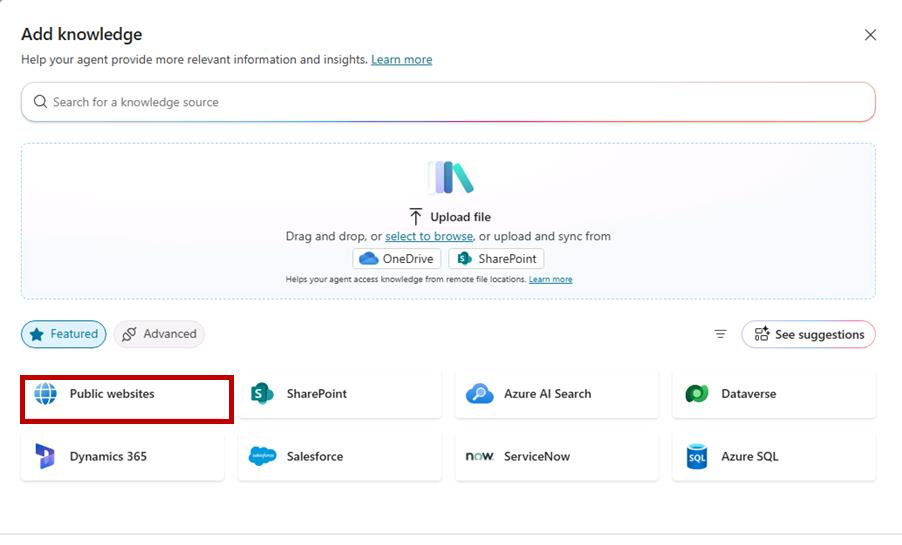 Add knowledge
Help your agent provide more relevant information and insights. Learn more
Search for a knowledge source
Upload file
Drag and drop, or select to browse, or upload and sync from
OneDrive SharePoint
Helps your agent access knowledge from remote file locations. Learn more
Featured Advanced See suggestions
Public websites S SharePoint Azure AI Search Dataverse
Dynamics 365 salesforce Salesforce now ServiceNow SQL Azure SQL